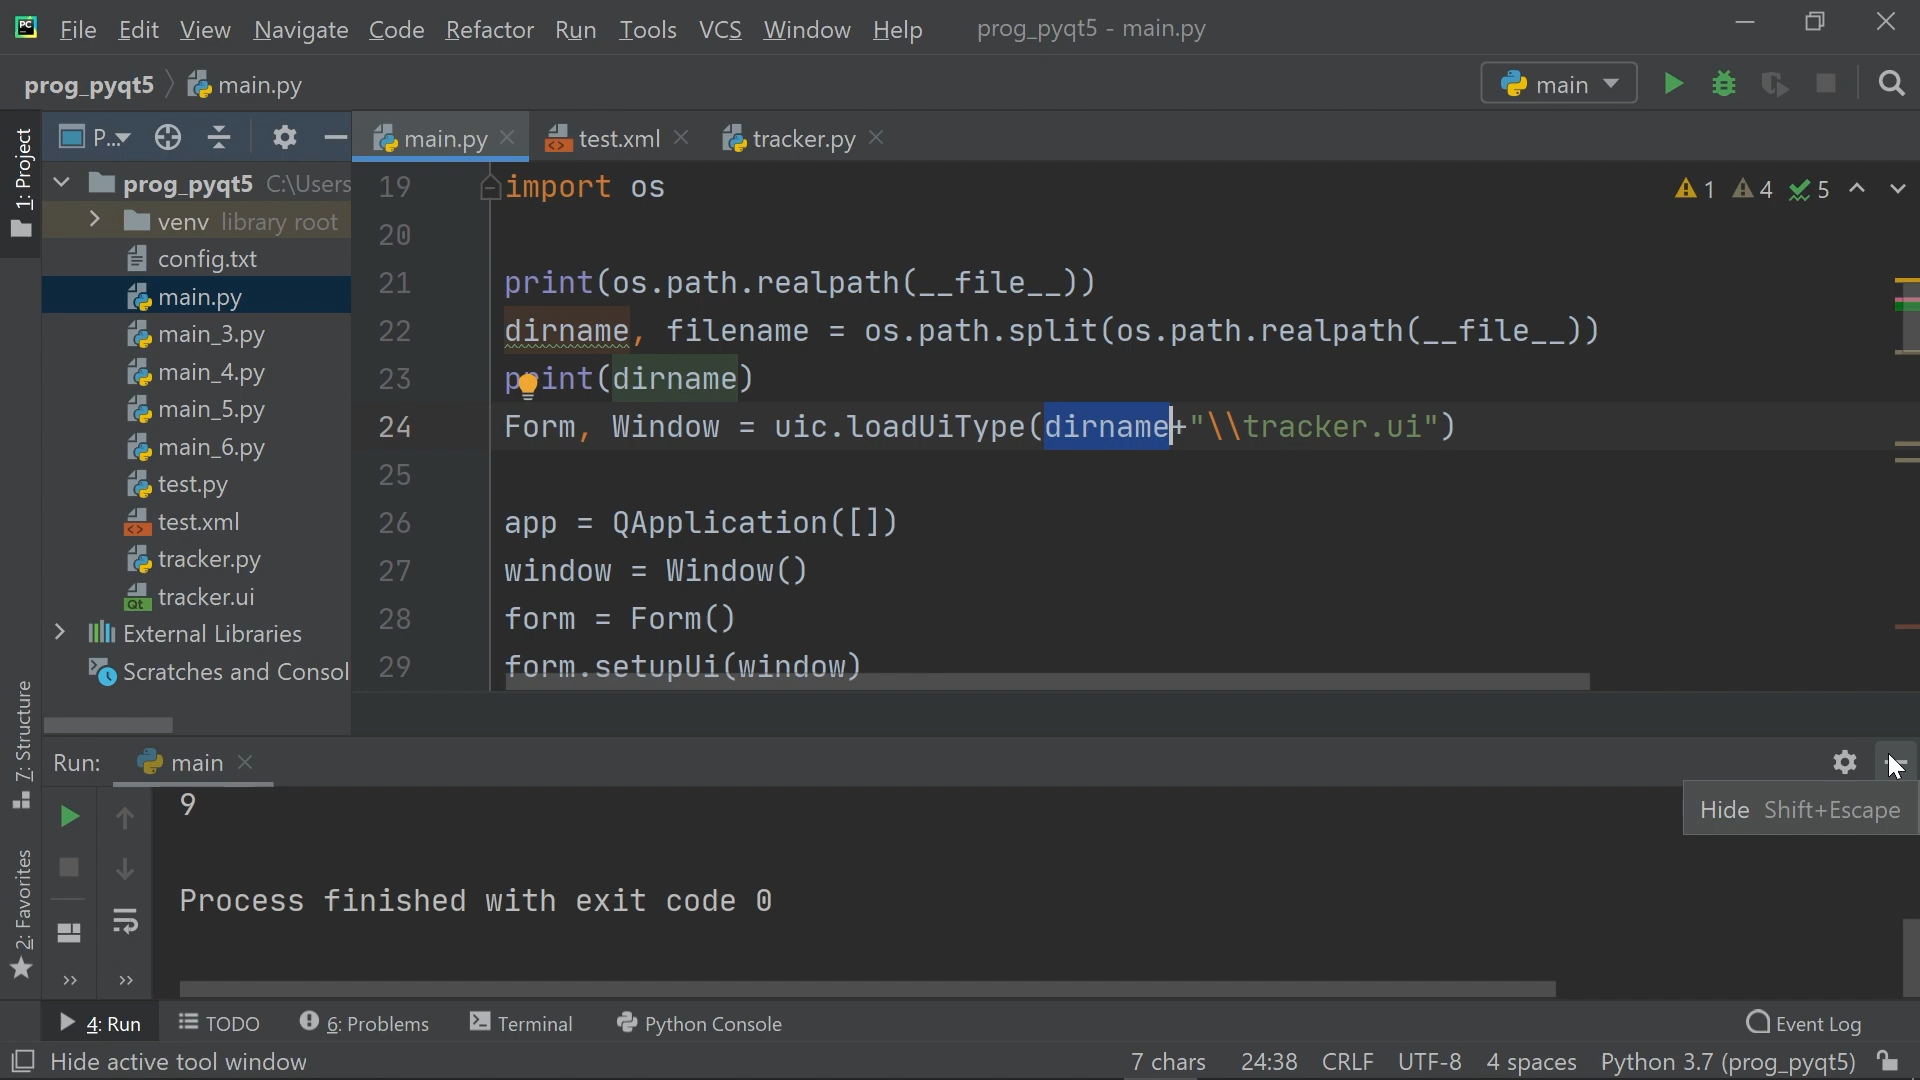 File Edit View Navigate Code Refactor Run Tools VCS Window Help prog_pyqt5 - main.py
prog_pyqt5 main.py main
1: Project P... main.py test.xml tracker.py
prog_pyqt5 C:\Users
venv library root
config.txt
main.py
main_3.py
main_4.py
main_5.py
main_6.py
test.py
test.xml
tracker.py
tracker.ui
External Libraries
Scratches and Consol
19 import os
1 4 5
20
21 print(os.path.realpath(__file__))
22 dirname, filename = os.path.split(os.path.realpath(__file__))
23 print(dirname)
24 Form, Window = uic.loadUiType(dirname+"\\tracker.ui")
25
26 app = QApplication([])
27 window = Window()
28 form = Form()
29 form.setupUi(window)
7: Structure
2: Favorites
Run: main
9
Hide Shift+Escape
Process finished with exit code 0
4: Run TODO 6: Problems Terminal Python Console Event Log
Hide active tool window 7 chars 24:38 CRLF UTF-8 4 spaces Python 3.7 (prog_pyqt5)